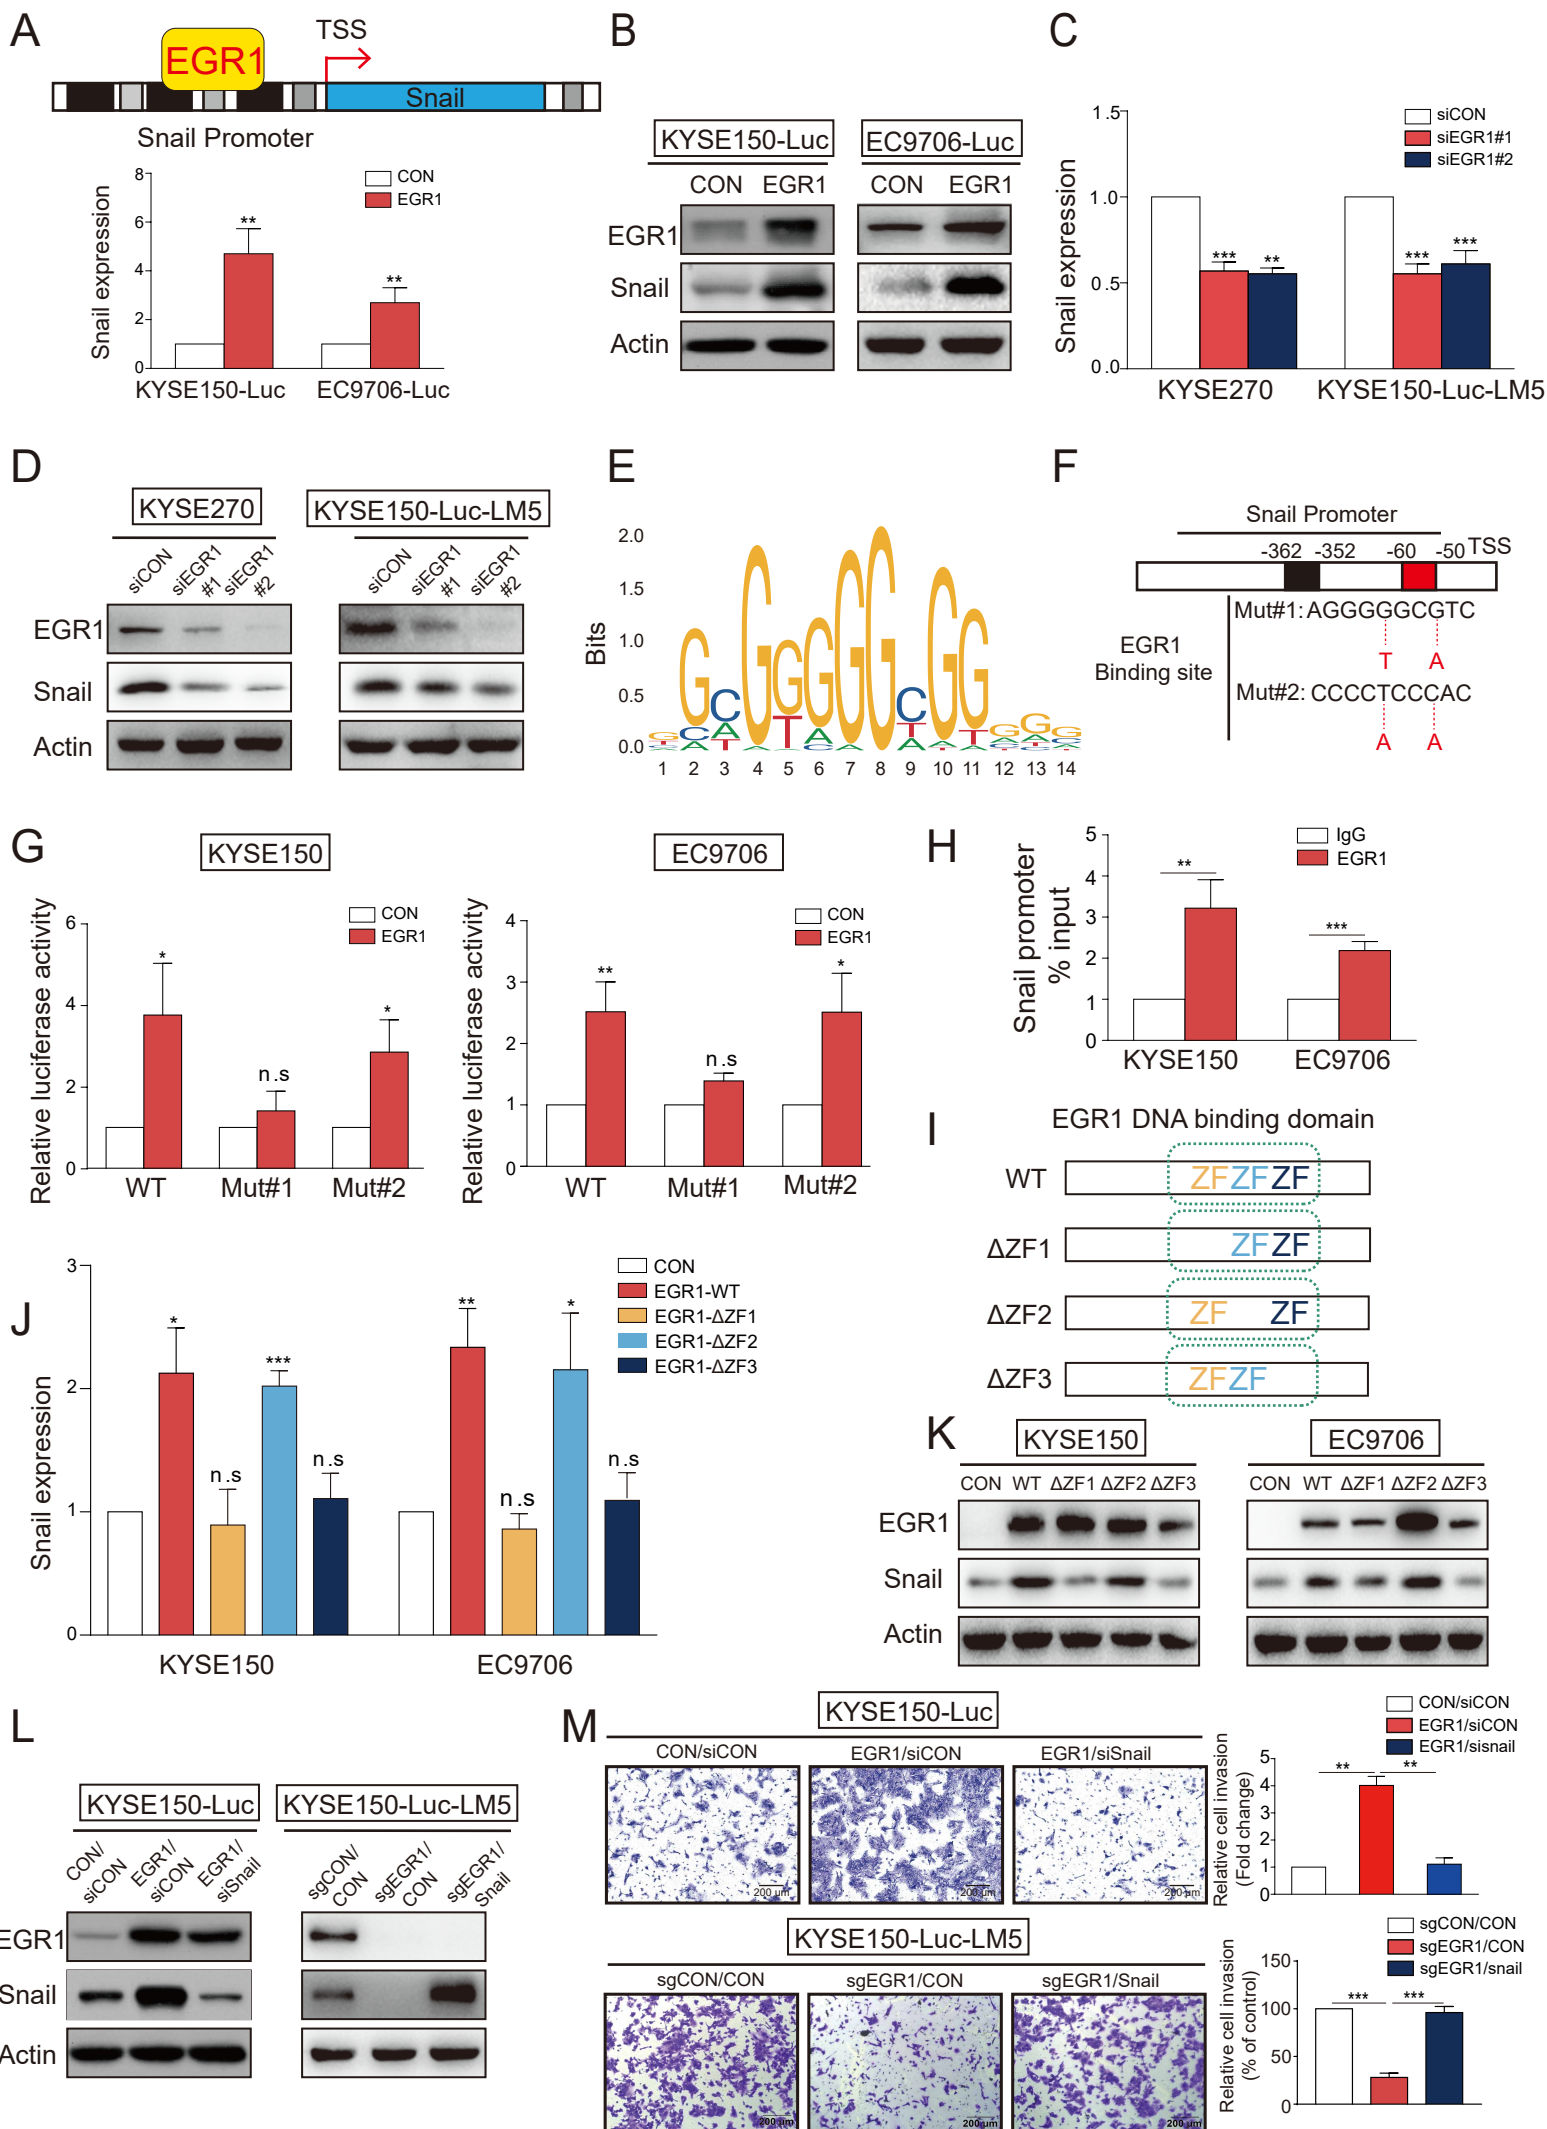 A
EGR1
TSS
Snail
Snail Promoter
Snail expression
8
6
4
2
0
CON
EGR1
**
**
KYSE150-Luc
EC9706-Luc
B
KYSE150-Luc
EC9706-Luc
CON EGR1
CON EGR1
EGR1
Snail
Actin
C
Snail expression
1.5
1.0
0.5
0.0
siCON
siEGR1#1
siEGR1#2
*** **
*** ***
KYSE270
KYSE150-Luc-LM5
D
KYSE270
KYSE150-Luc-LM5
siCON
siEGR1 #1
siEGR1 #2
siCON
siEGR1 #1
siEGR1 #2
EGR1
Snail
Actin
E
Bits
2.0
1.5
1.0
0.5
0.0
1 2 3 4 5 6 7 8 9 10 11 12 13 14
F
Snail Promoter
-362 -352 -60 -50 TSS
EGR1
Binding site
Mut#1: AGGGGGCGTC
T A
Mut#2: CCCCTCCCAC
A A
G
KYSE150
Relative luciferase activity
6
4
2
0
CON
EGR1
*
n.s
*
WT Mut#1 Mut#2
EC9706
Relative luciferase activity
4
3
2
1
0
CON
EGR1
**
n.s
*
WT Mut#1 Mut#2
H
Snail promoter
% input
5
4
3
2
1
0
IgG
EGR1
**
***
KYSE150
EC9706
I
EGR1 DNA binding domain
WT ZF ZF ZF
ΔZF1 ZF ZF
ΔZF2 ZF ZF
ΔZF3 ZF ZF
J
Snail expression
3
2
1
0
CON
EGR1-WT
EGR1-ΔZF1
EGR1-ΔZF2
EGR1-ΔZF3
* n.s *** n.s
** n.s * n.s
KYSE150
EC9706
K
KYSE150
EC9706
CON WT ΔZF1 ΔZF2 ΔZF3
CON WT ΔZF1 ΔZF2 ΔZF3
EGR1
Snail
Actin
L
KYSE150-Luc
KYSE150-Luc-LM5
CON/ siCON
EGR1/ siCON
EGR1/ siSnail
sgCON/ CON
sgEGR1/ CON
sgEGR1/ Snail
EGR1
Snail
Actin
M
KYSE150-Luc
CON/siCON
EGR1/siCON
EGR1/siSnail
200 μm
200 μm
200 μm
Relative cell invasion
(Fold change)
5
4
3
2
1
0
CON/siCON
EGR1/siCON
EGR1/sisnail
** **
KYSE150-Luc-LM5
sgCON/CON
sgEGR1/CON
sgEGR1/Snail
200 μm
200 μm
200 μm
Relative cell invasion
(% of control)
150
100
50
0
sgCON/CON
sgEGR1/CON
sgEGR1/snail
*** ***